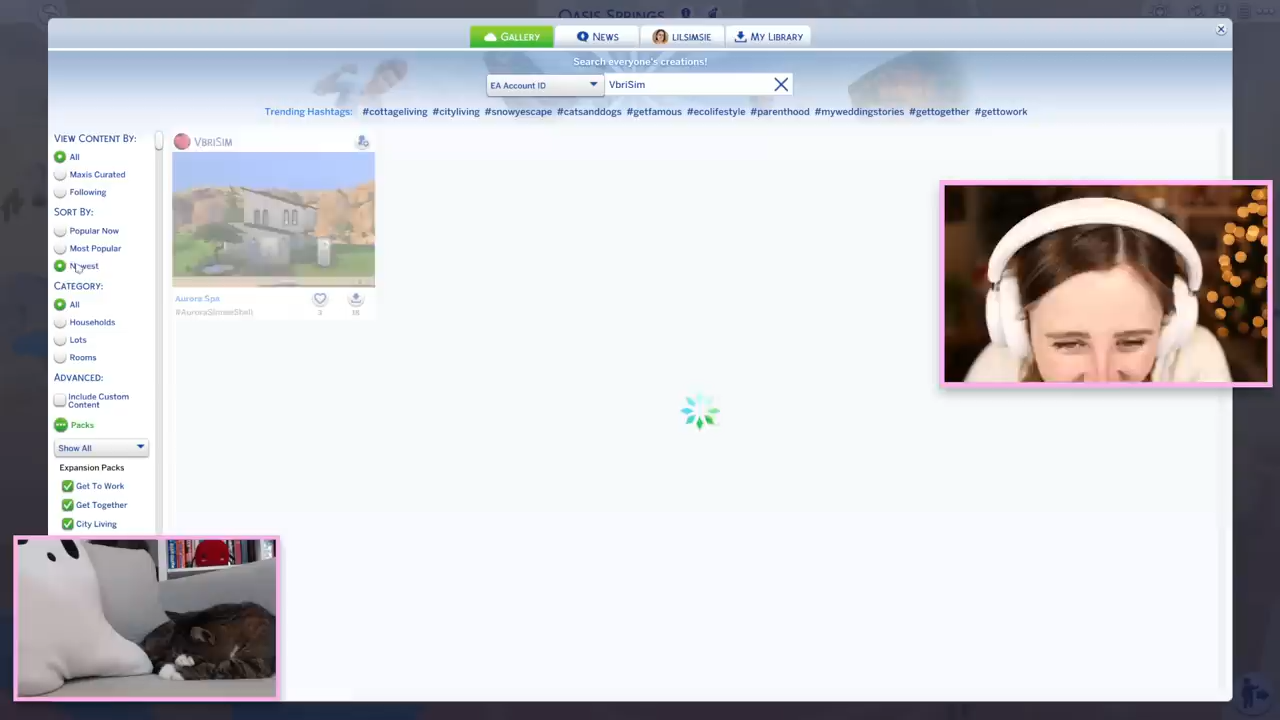 OASIS SPRINGS
GALLERY
NEWS
LILSIMSIE
MY LIBRARY
Search everyone's creations!
EA Account ID
VbriSim
Trending Hashtags: #cottageliving #cityliving #snowyescape #catsanddogs #getfamous #ecolifestyle #parenthood #myweddingstories #gettogether #gettowork
VIEW CONTENT BY:
All
Maxis Curated
Following
SORT BY:
Popular Now
Most Popular
Newest
CATEGORY:
All
Households
Lots
Rooms
ADVANCED:
Include Custom
Content
Packs
Show All
Expansion Packs
Get To Work
Get Together
City Living
VBRISIM
Aurora Spa
3